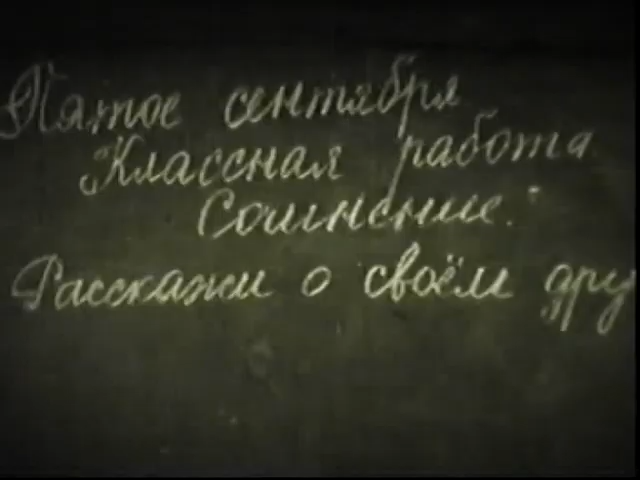 Пятое сентября
Классная работа
Сочинение:
Расскажи о своём дру